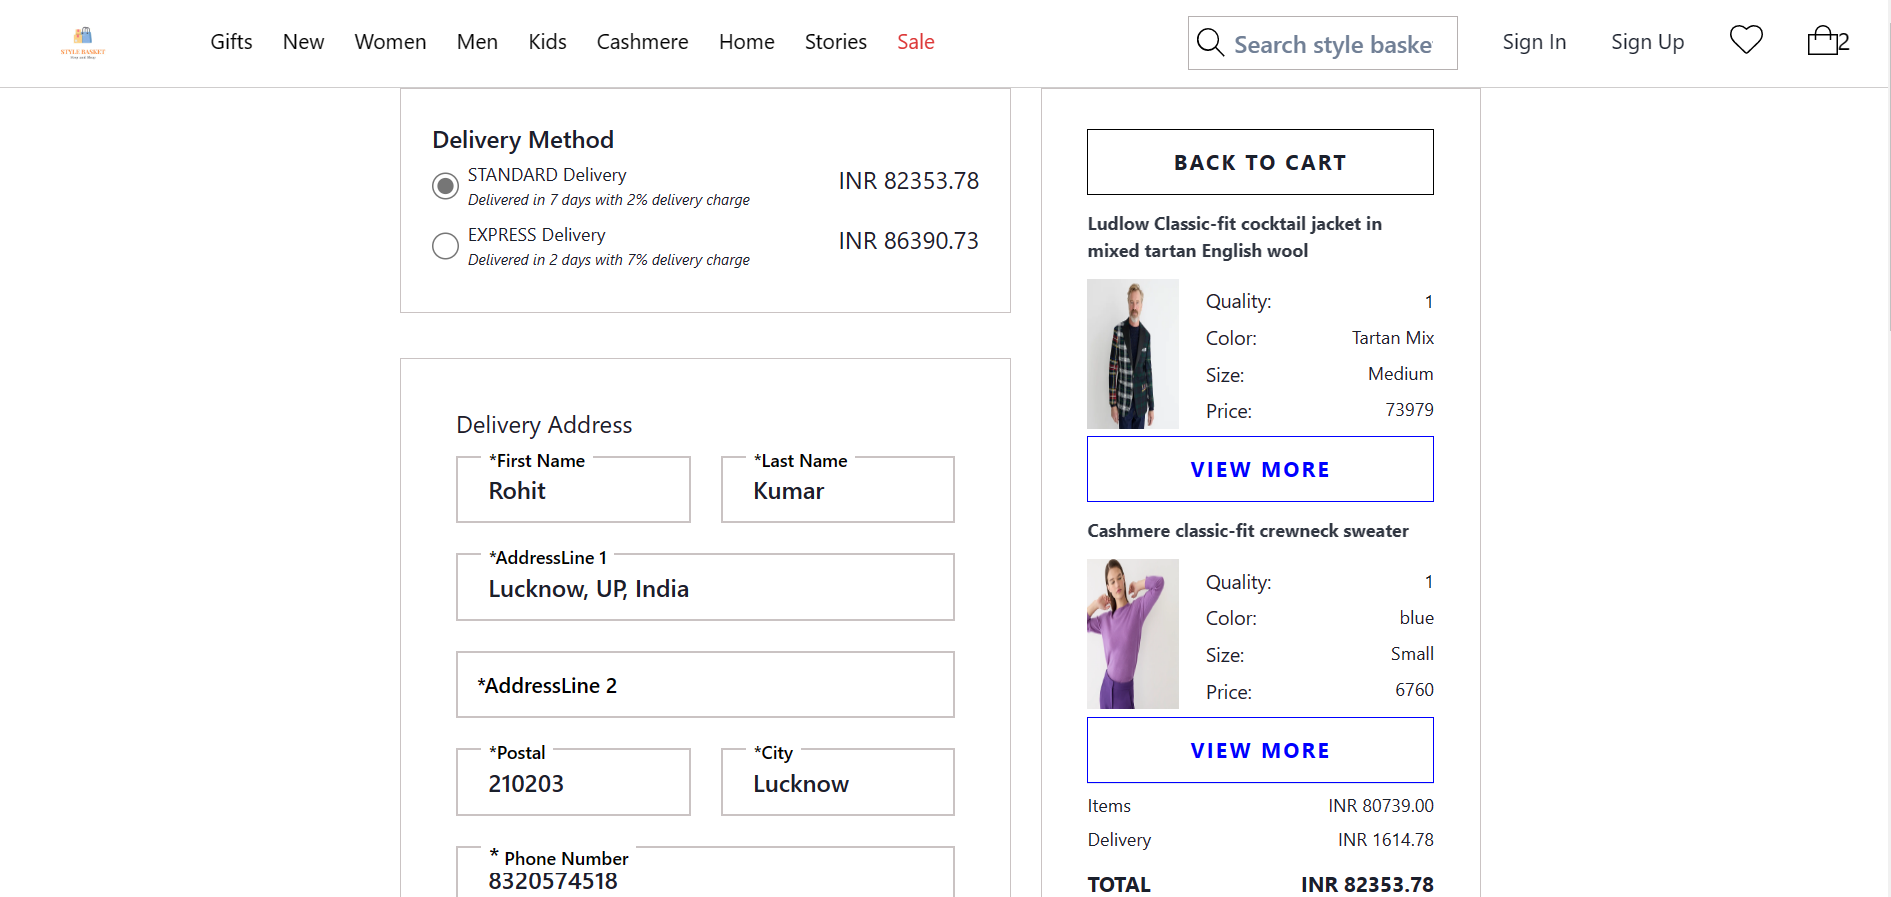 STYLE BASKET
Gifts New Women Men Kids Cashmere Home Stories Sale
Search style baske
Sign In Sign Up 2
Delivery Method
STANDARD Delivery INR 82353.78
Delivered in 7 days with 2% delivery charge
EXPRESS Delivery INR 86390.73
Delivered in 2 days with 7% delivery charge
Delivery Address
*First Name
Rohit
*Last Name
Kumar
*AddressLine 1
Lucknow, UP, India
*AddressLine 2
*Postal
210203
*City
Lucknow
* Phone Number
8320574518
BACK TO CART
Ludlow Classic-fit cocktail jacket in
mixed tartan English wool
Quality: 1
Color: Tartan Mix
Size: Medium
Price: 73979
VIEW MORE
Cashmere classic-fit crewneck sweater
Quality: 1
Color: blue
Size: Small
Price: 6760
VIEW MORE
Items INR 80739.00
Delivery INR 1614.78
TOTAL INR 82353.78